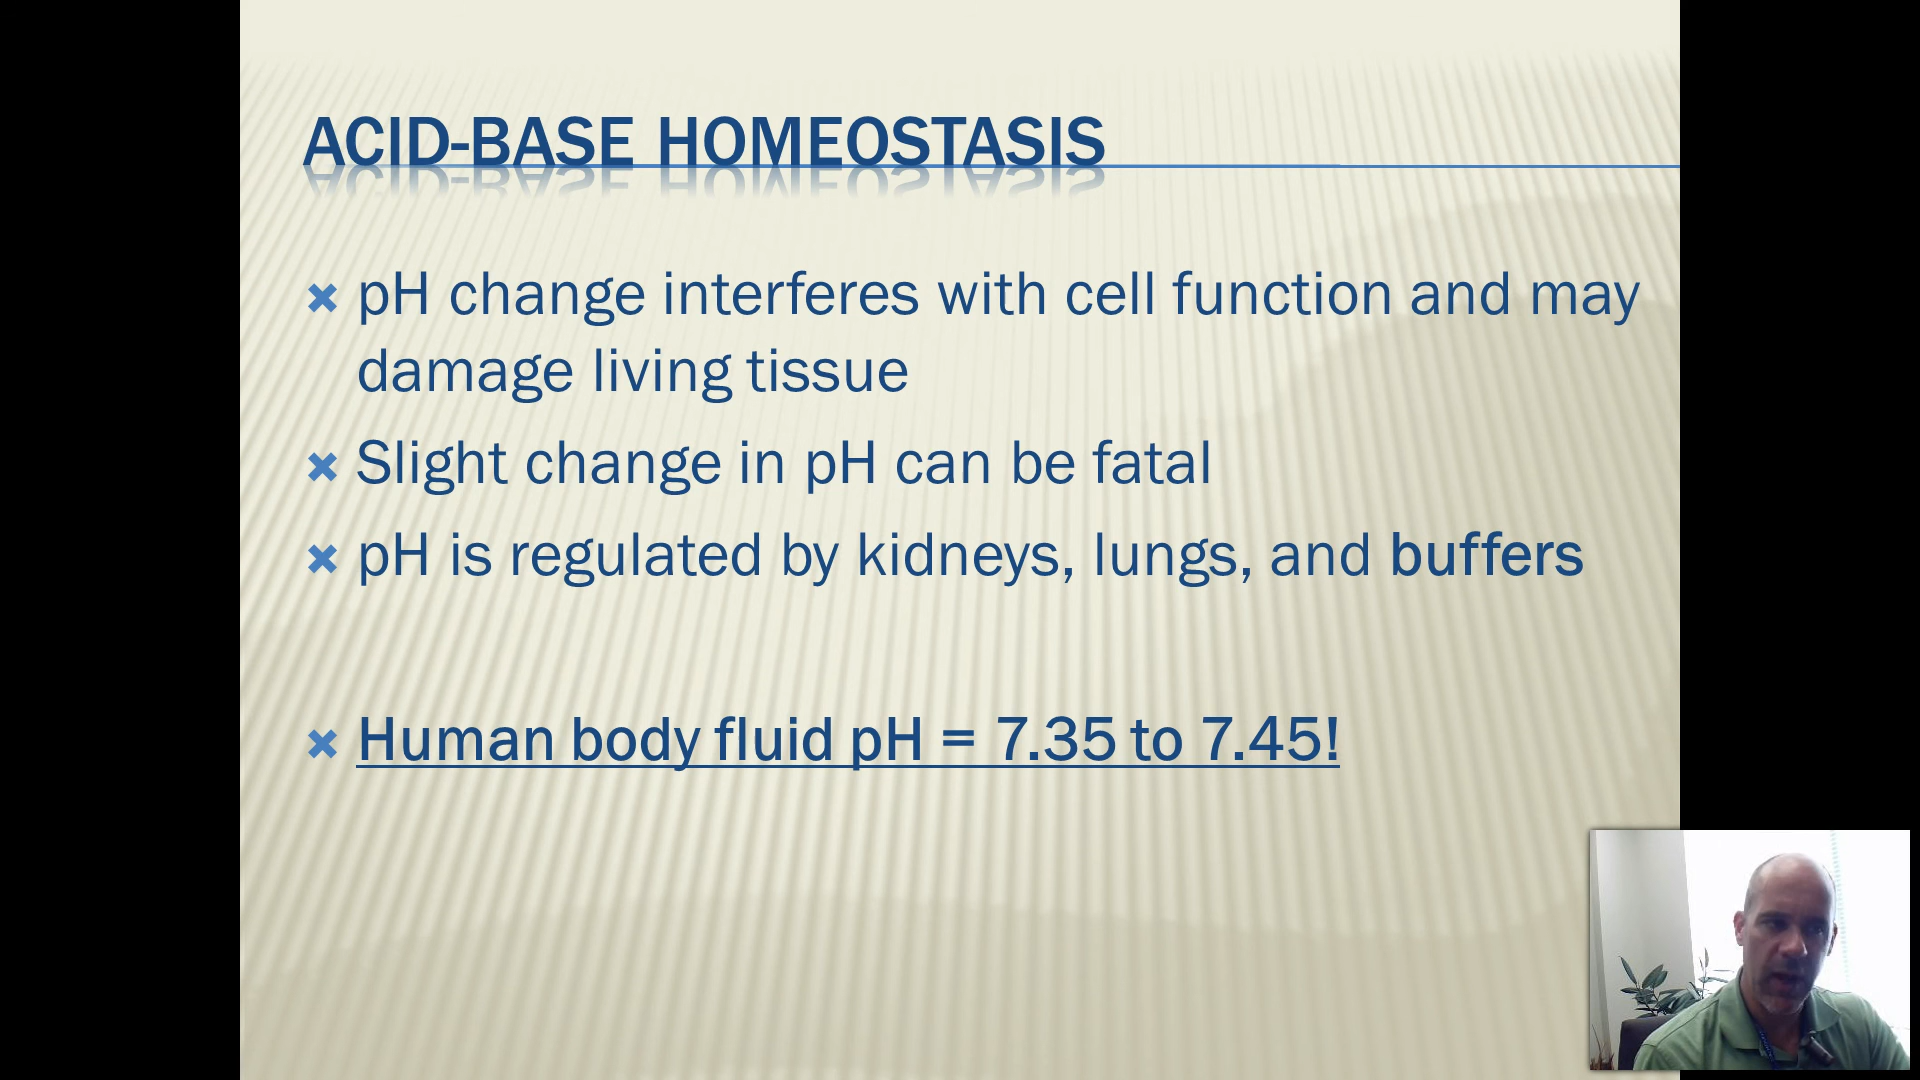 ACID-BASE HOMEOSTASIS
pH change interferes with cell function and may
damage living tissue
Slight change in pH can be fatal
pH is regulated by kidneys, lungs, and buffers
Human body fluid pH = 7.35 to 7.45!